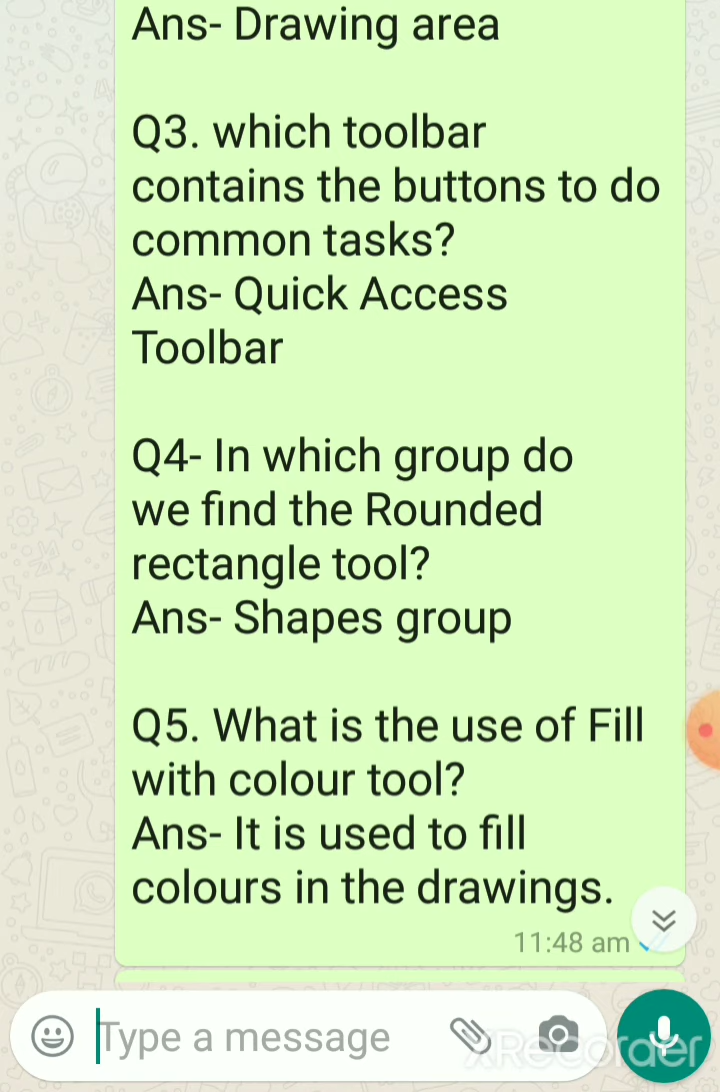 Ans- Drawing area
Q3. which toolbar
contains the buttons to do
common tasks?
Ans- Quick Access
Toolbar
Q4- In which group do
we find the Rounded
rectangle tool?
Ans- Shapes group
Q5. What is the use of Fill
with colour tool?
Ans- It is used to fill
colours in the drawings.
11:48 am
Type a message
XRecorder